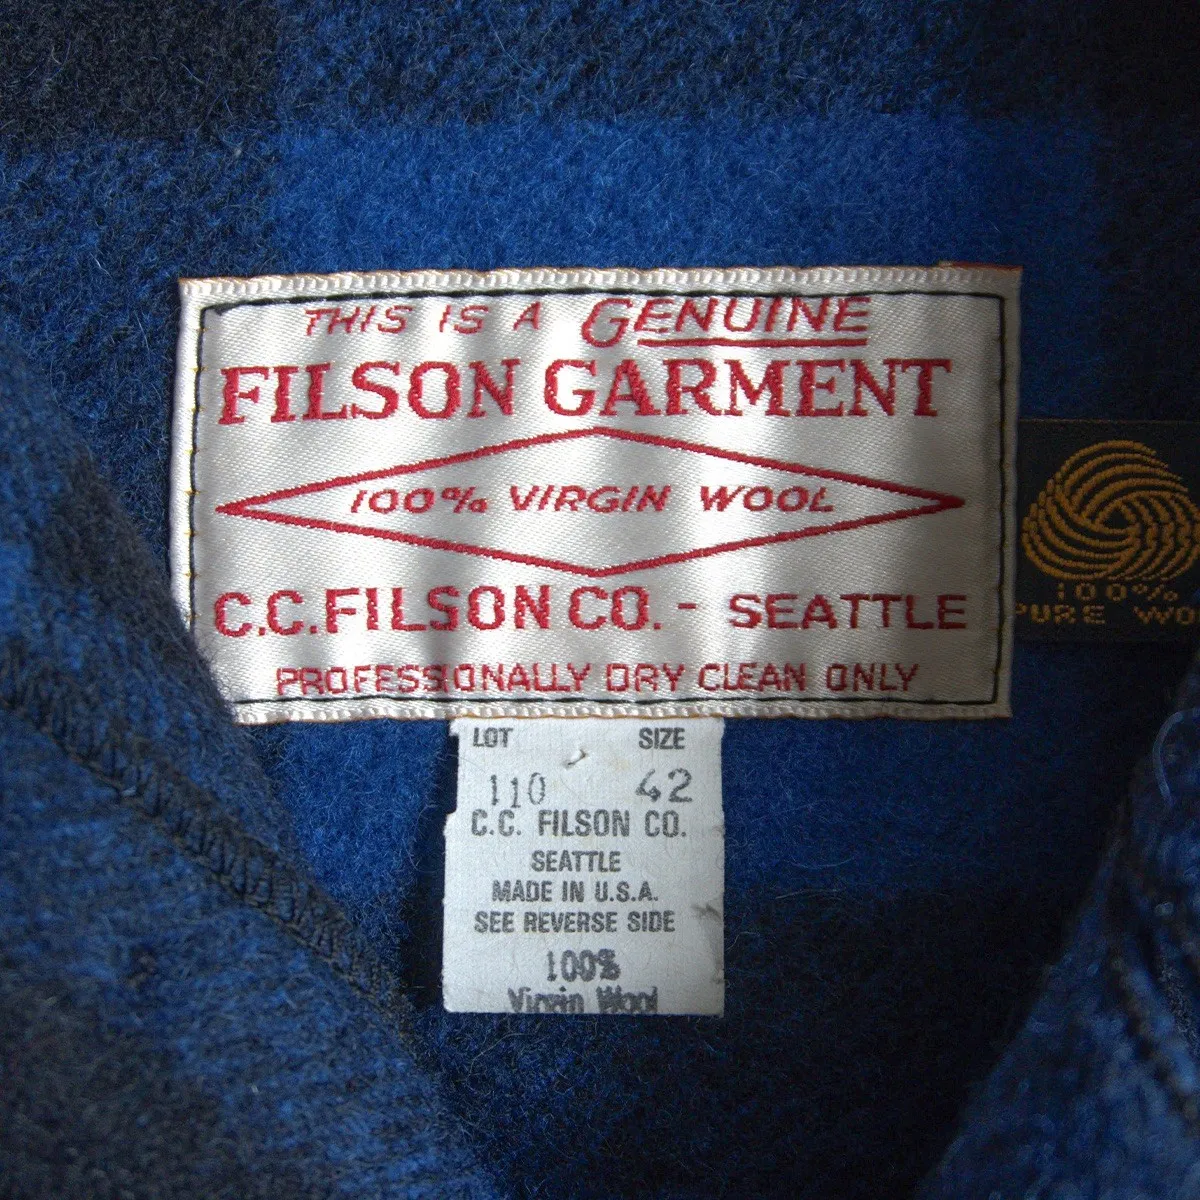 THIS IS A GENUINE
FILSON GARMENT
100% VIRGIN WOOL
C.C. FILSON CO. - SEATTLE
PROFESSIONALLY DRY CLEAN ONLY
100%
PURE WO
LOT SIZE
110 42
C.C. FILSON CO.
SEATTLE
MADE IN U.S.A.
SEE REVERSE SIDE
100%
Virgin Wool